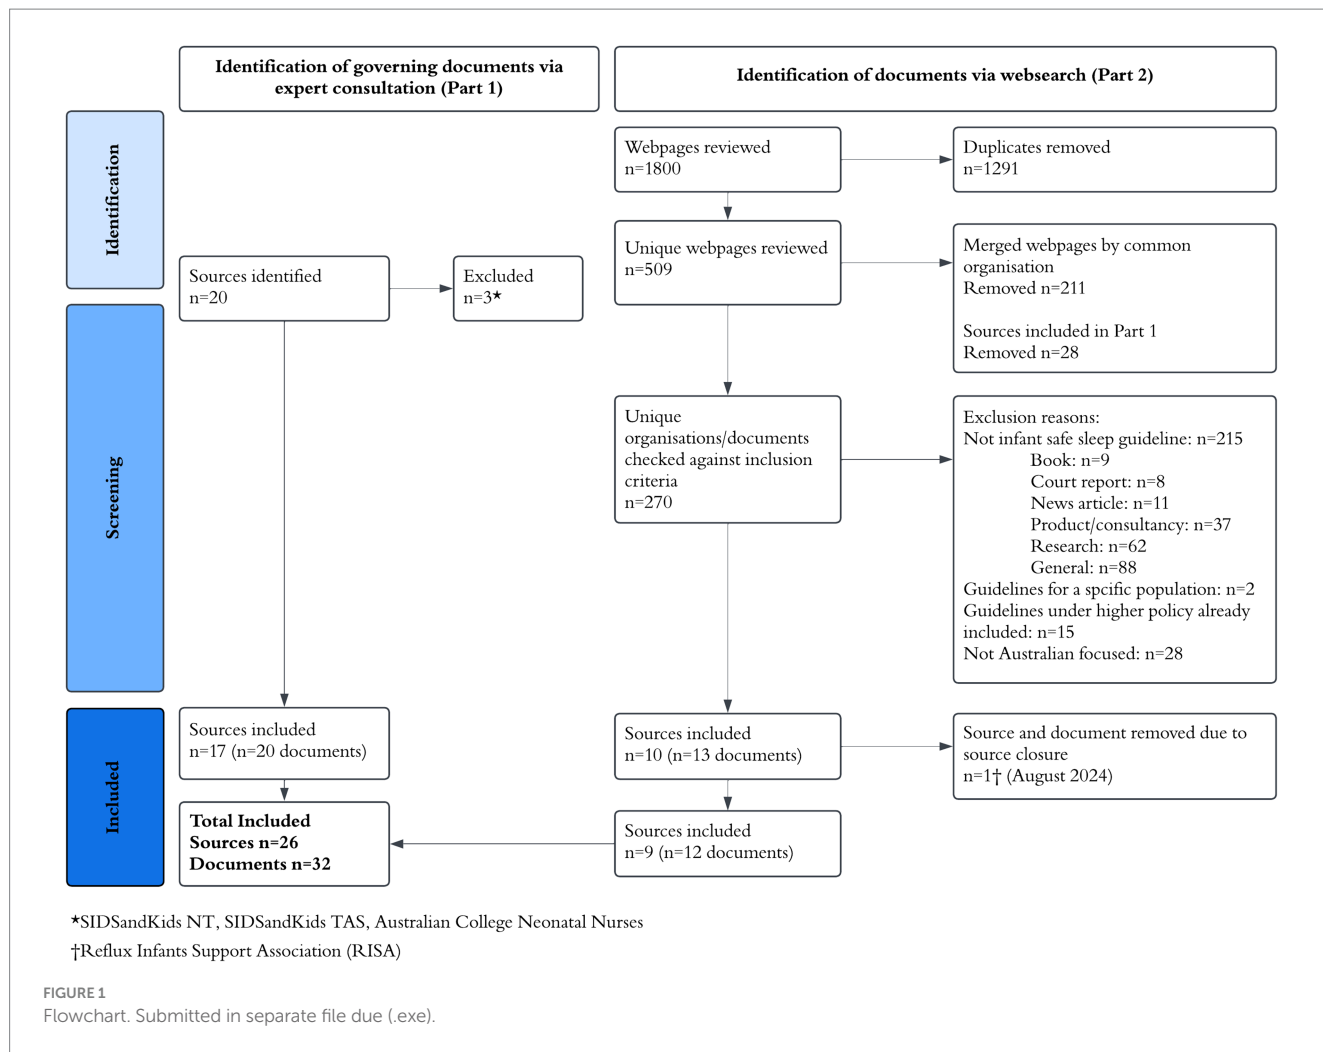 Identification of governing documents via
expert consultation (Part 1)
Identification of documents via websearch (Part 2)
Identification
Webpages reviewed
n=1800
Duplicates removed
n=1291
Unique webpages reviewed
n=509
Merged webpages by common
organisation
Removed n=211
Sources included in Part 1
Removed n=28
Sources identified
n=20
Excluded
n=3★
Screening
Unique
organisations/documents
checked against inclusion
criteria
n=270
Exclusion reasons:
Not infant safe sleep guideline: n=215
Book: n=9
Court report: n=8
News article: n=11
Product/consultancy: n=37
Research: n=62
General: n=88
Guidelines for a spcific population: n=2
Guidelines under higher policy already
included: n=15
Not Australian focused: n=28
Included
Sources included
n=17 (n=20 documents)
Sources included
n=10 (n=13 documents)
Source and document removed due to
source closure
n=1† (August 2024)
Total Included
Sources n=26
Documents n=32
Sources included
n=9 (n=12 documents)
★SIDSandKids NT, SIDSandKids TAS, Australian College Neonatal Nurses
†Reflux Infants Support Association (RISA)
FIGURE 1
Flowchart. Submitted in separate file due (.exe).